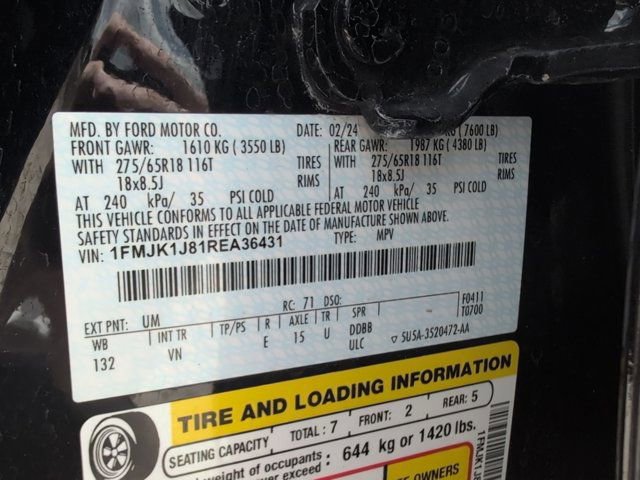 MFD. BY FORD MOTOR CO. DATE: 02/24 KG (7600 LB)
FRONT GAWR: 1610 KG (3550 LB) REAR GAWR: 1987 KG (4380 LB)
WITH 275/65R18 116T TIRES WITH 275/65R18 116T TIRES
18x8.5J RIMS 18x8.5J RIMS
AT 240 kPa/ 35 PSI COLD AT 240 kPa/ 35 PSI COLD
THIS VEHICLE CONFORMS TO ALL APPLICABLE FEDERAL MOTOR VEHICLE
SAFETY STANDARDS IN EFFECT ON THE DATE OF MANUFACTURE SHOWN ABOVE.
VIN: 1FMJK1J81REA36431 TYPE: MPV
RC: 71 DSO: F0411
EXT PNT: UM T0700
WB INT TR TP/PS R AXLE TR SPR
132 VN E 15 U DDBB
ULC ▽ 5U5A-3520472-AA
TIRE AND LOADING INFORMATION
SEATING CAPACITY TOTAL: 7 FRONT: 2 REAR: 5
weight of occupants
exceed : 644 kg or 1420 lbs.
OWNERS
1FMJK1J8